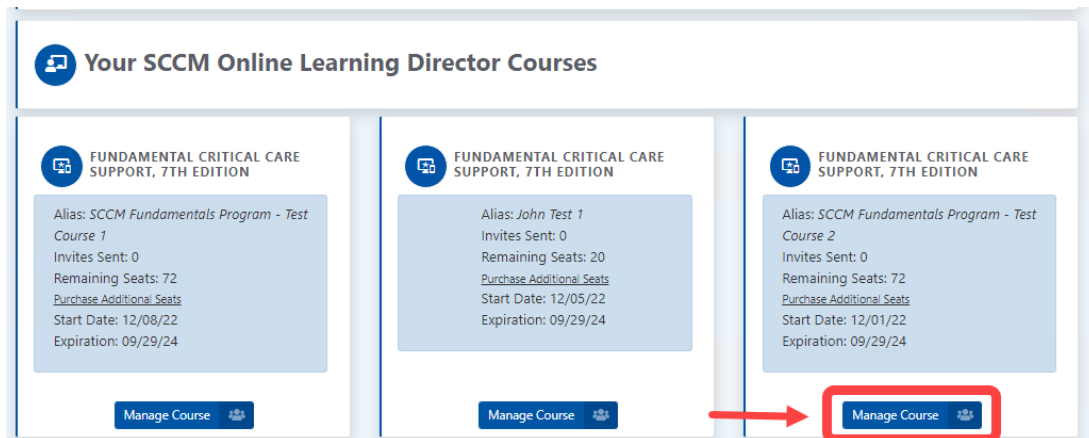 Your SCCM Online Learning Director Courses
FUNDAMENTAL CRITICAL CARE
SUPPORT, 7TH EDITION
Alias: SCCM Fundamentals Program - Test
Course 1
Invites Sent: 0
Remaining Seats: 72
Purchase Additional Seats
Start Date: 12/08/22
Expiration: 09/29/24
Manage Course
FUNDAMENTAL CRITICAL CARE
SUPPORT, 7TH EDITION
Alias: John Test 1
Invites Sent: 0
Remaining Seats: 20
Purchase Additional Seats
Start Date: 12/05/22
Expiration: 09/29/24
Manage Course
FUNDAMENTAL CRITICAL CARE
SUPPORT, 7TH EDITION
Alias: SCCM Fundamentals Program - Test
Course 2
Invites Sent: 0
Remaining Seats: 72
Purchase Additional Seats
Start Date: 12/01/22
Expiration: 09/29/24
Manage Course